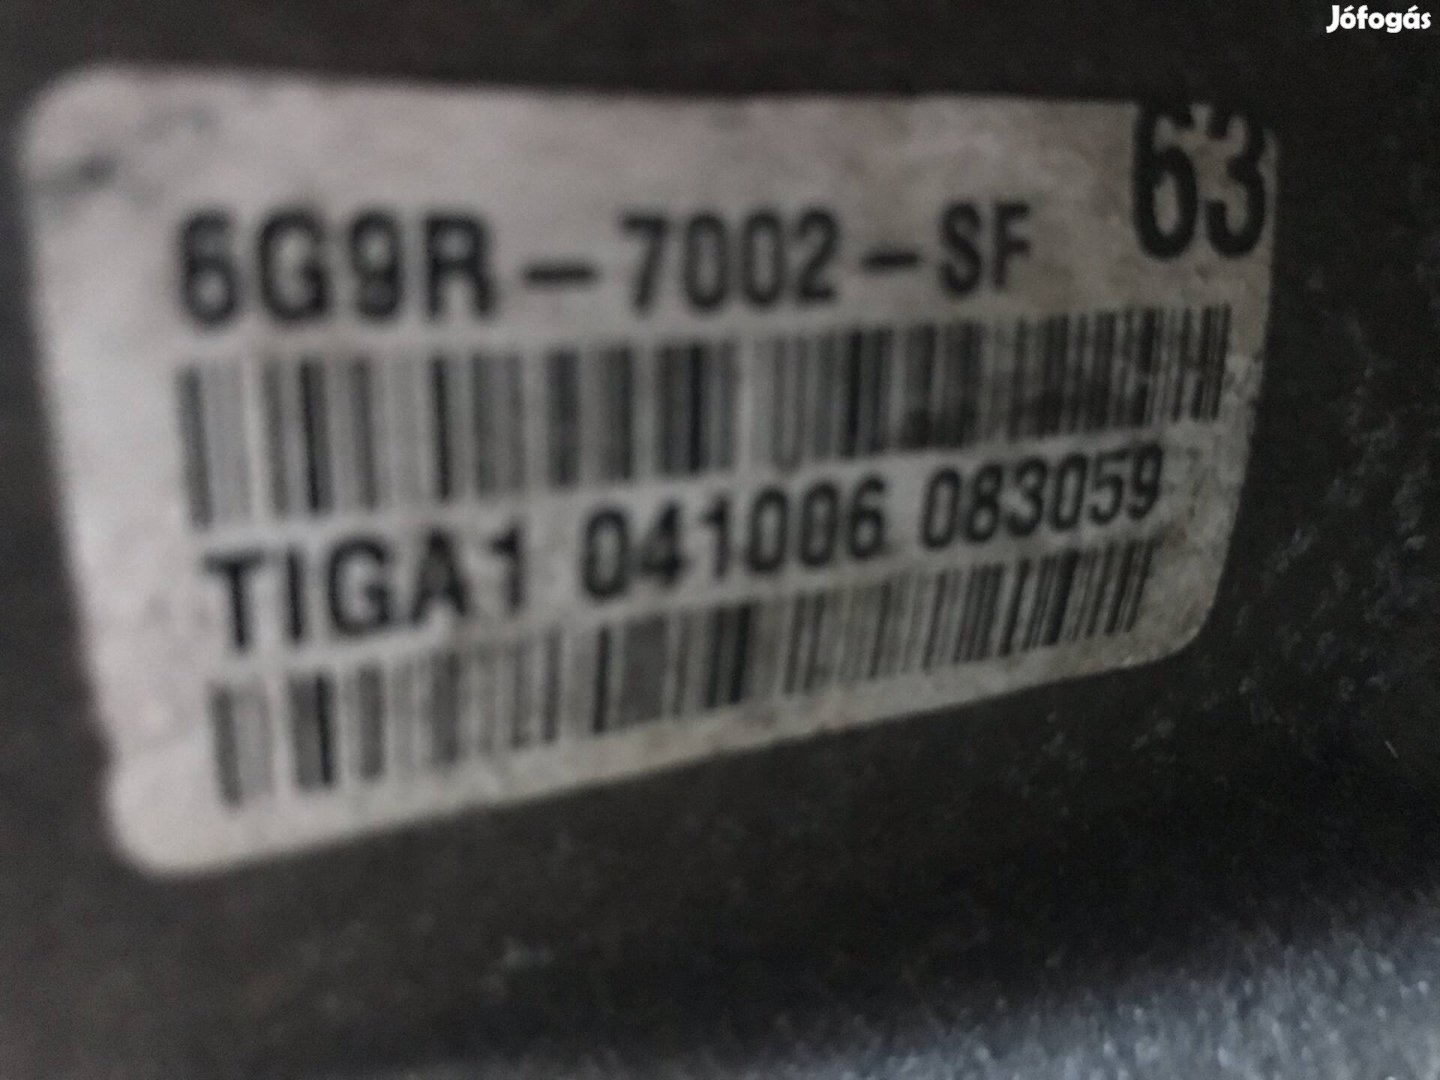 Jófogás
63
6G9R-7002-SF
TIGA1 041006 083059